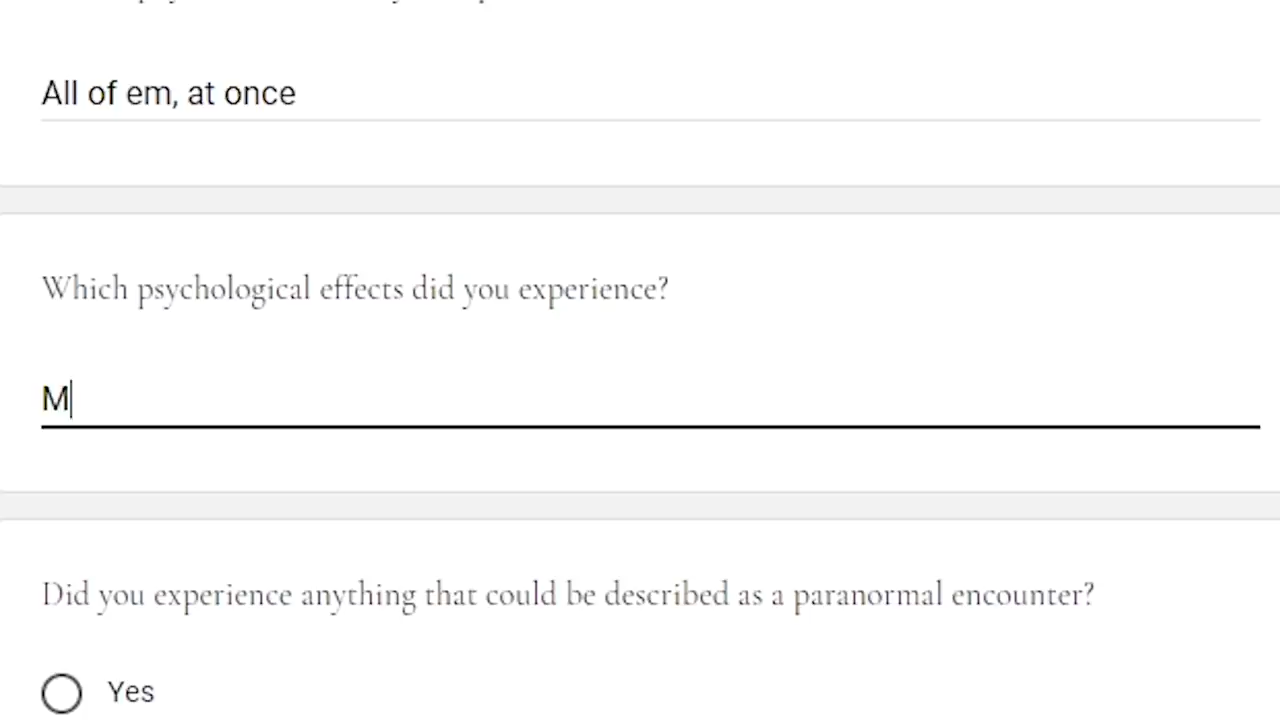 All of em, at once
Which psychological effects did you experience?
M
Did you experience anything that could be described as a paranormal encounter?
Yes